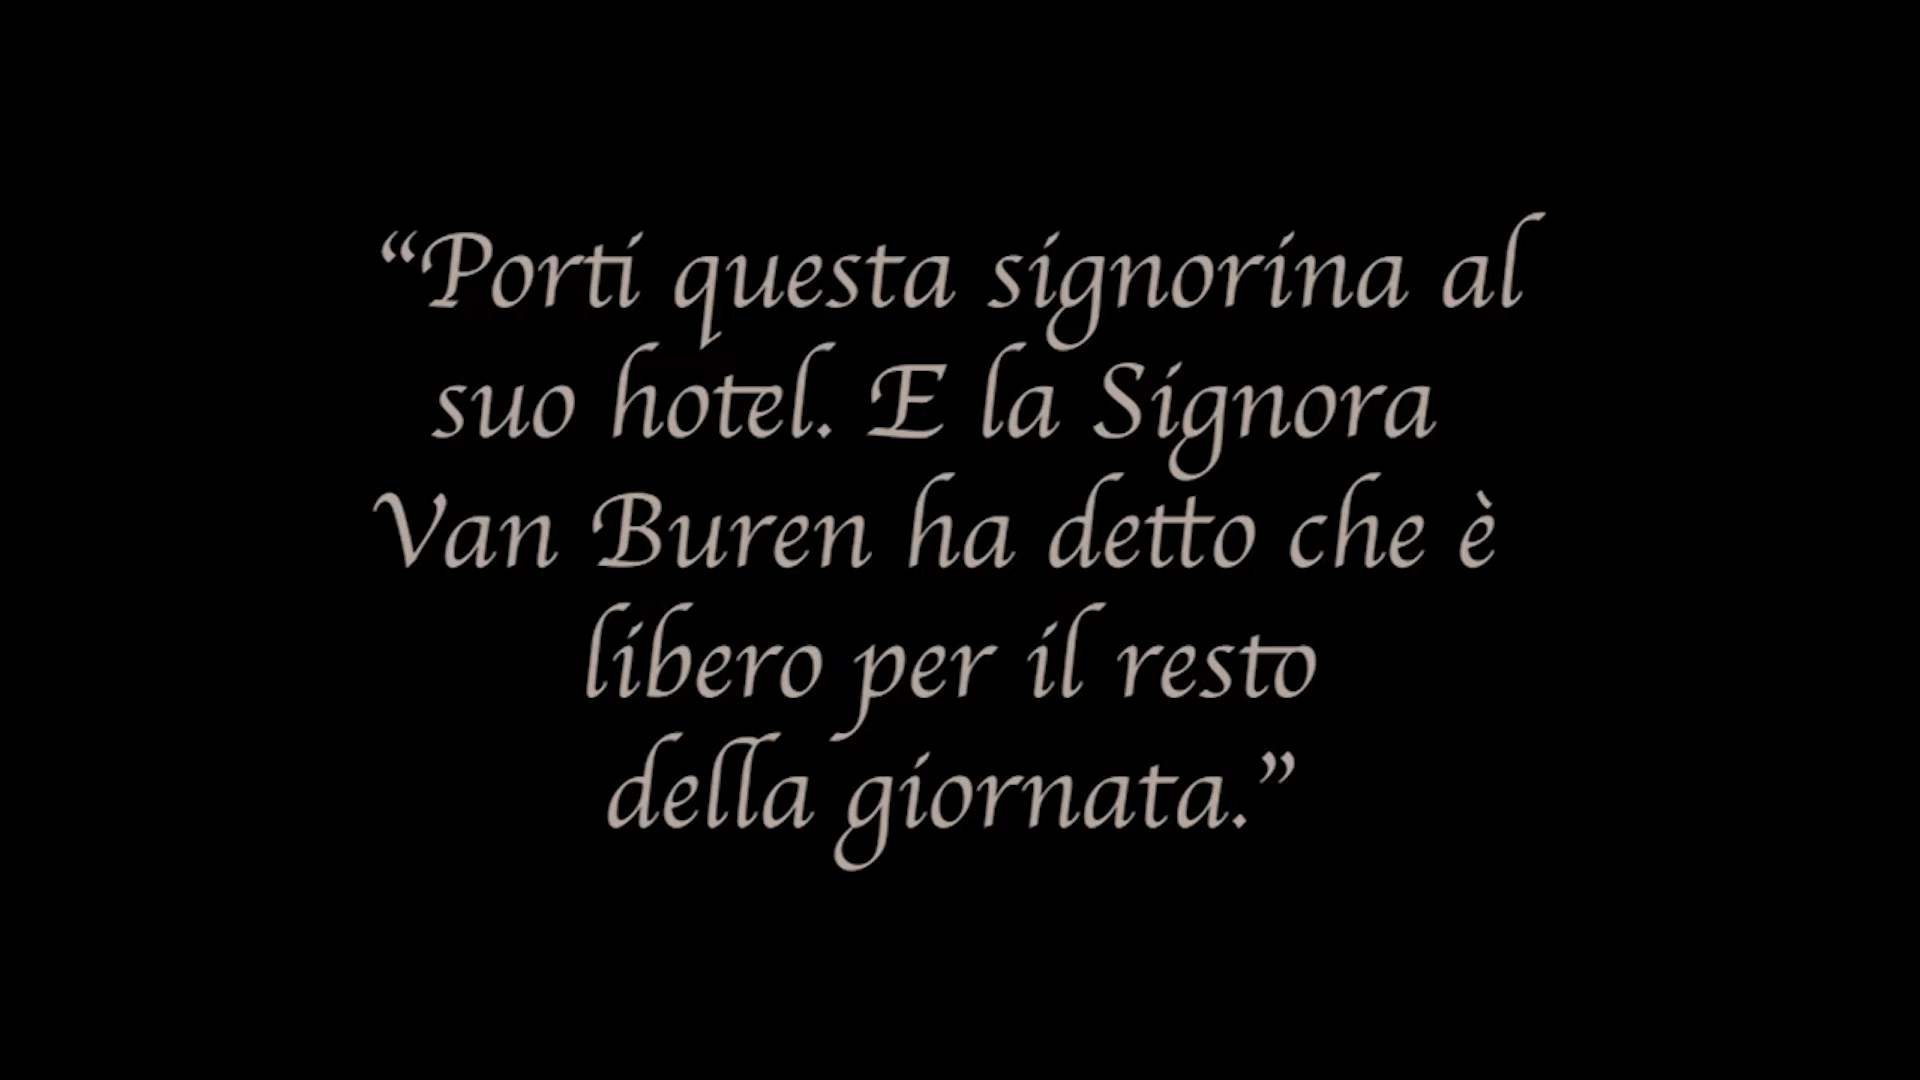 “Porti questa signorina al
suo hotel. E la Signora
Van Buren ha detto che è
libero per il resto
della giornata.”